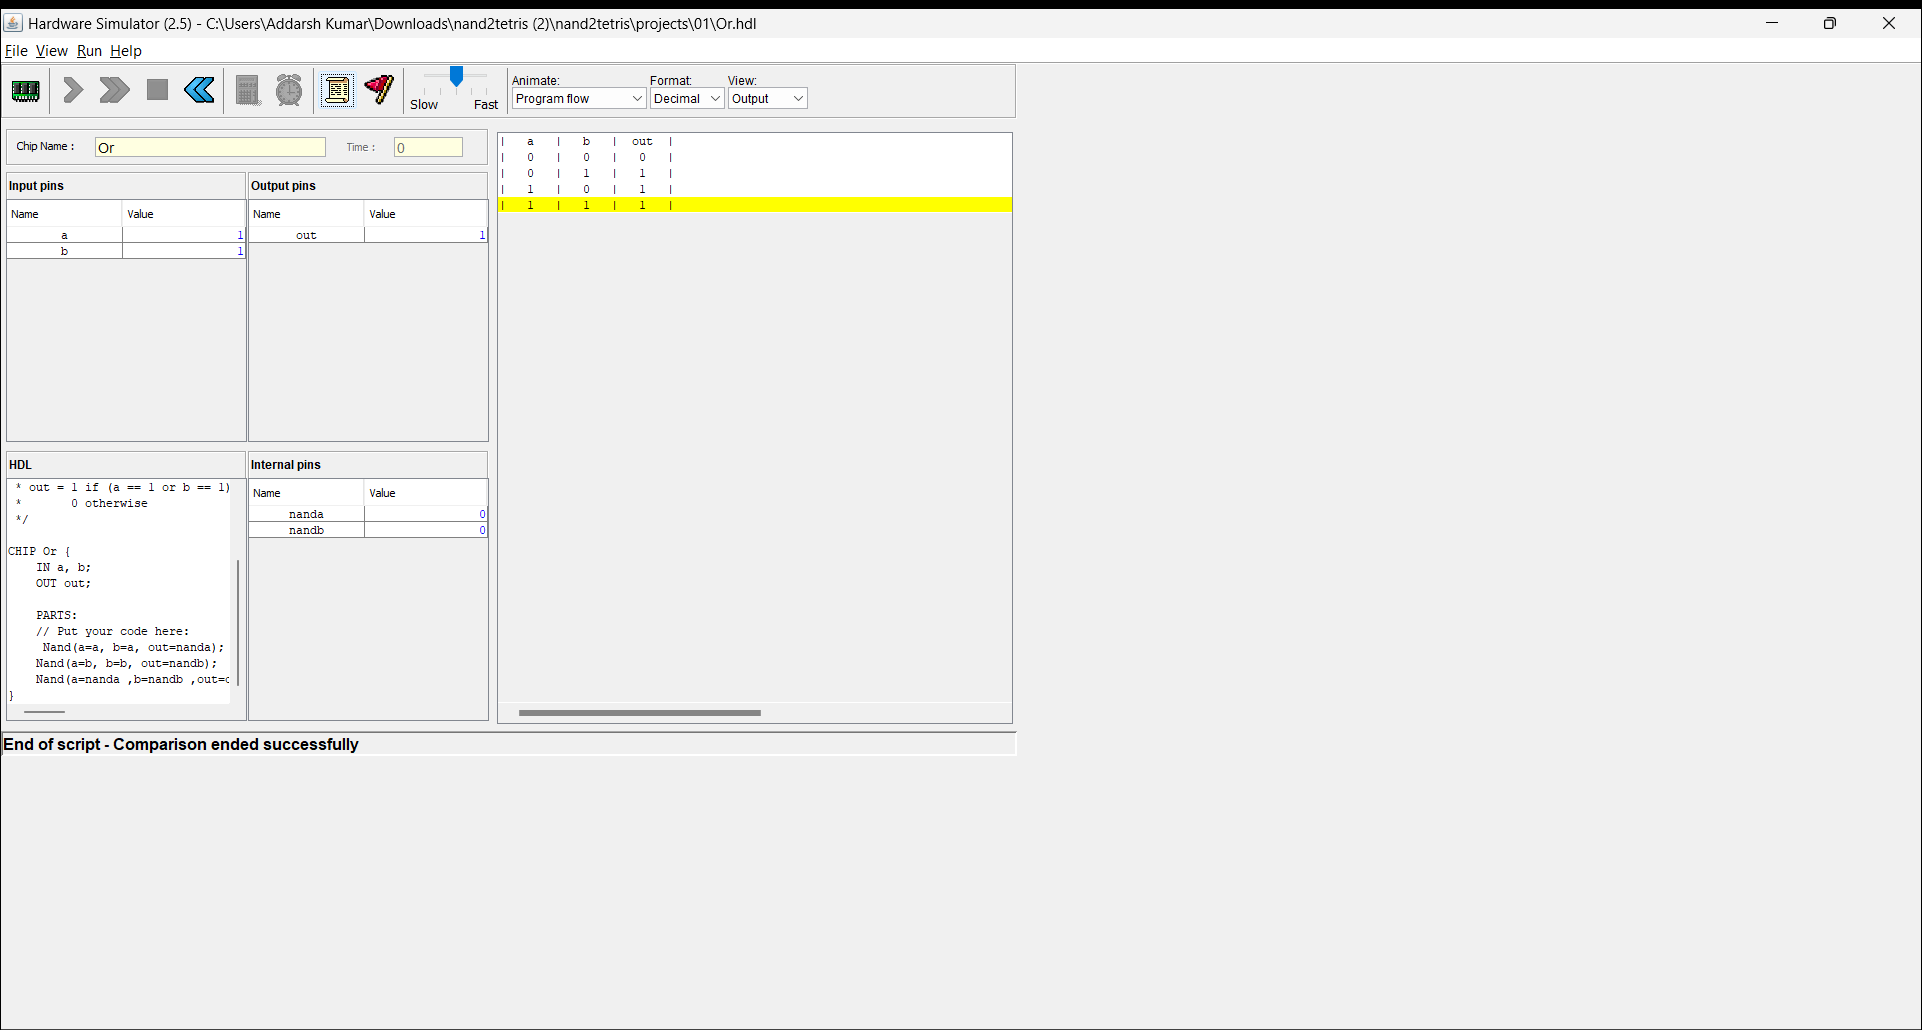 Hardware Simulator (2.5) - C:\Users\Addarsh Kumar\Downloads\nand2tetris (2)\nand2tetris\projects\01\Or.hdl
File View Run Help
Slow Fast
Animate: Format: View:
Program flow Decimal Output
Chip Name : Or Time : 0
Input pins
Name Value
a 1
b 1
Output pins
Name Value
out 1
| a | b | out |
| 0 | 0 | 0 |
| 0 | 1 | 1 |
| 1 | 0 | 1 |
| 1 | 1 | 1 |
HDL
* out = 1 if (a == 1 or b == 1)
* 0 otherwise
*/
CHIP Or {
IN a, b;
OUT out;
PARTS:
// Put your code here:
Nand(a=a, b=a, out=nanda);
Nand(a=b, b=b, out=nandb);
Nand(a=nanda ,b=nandb ,out=
}
Internal pins
Name Value
nanda 0
nandb 0
End of script - Comparison ended successfully